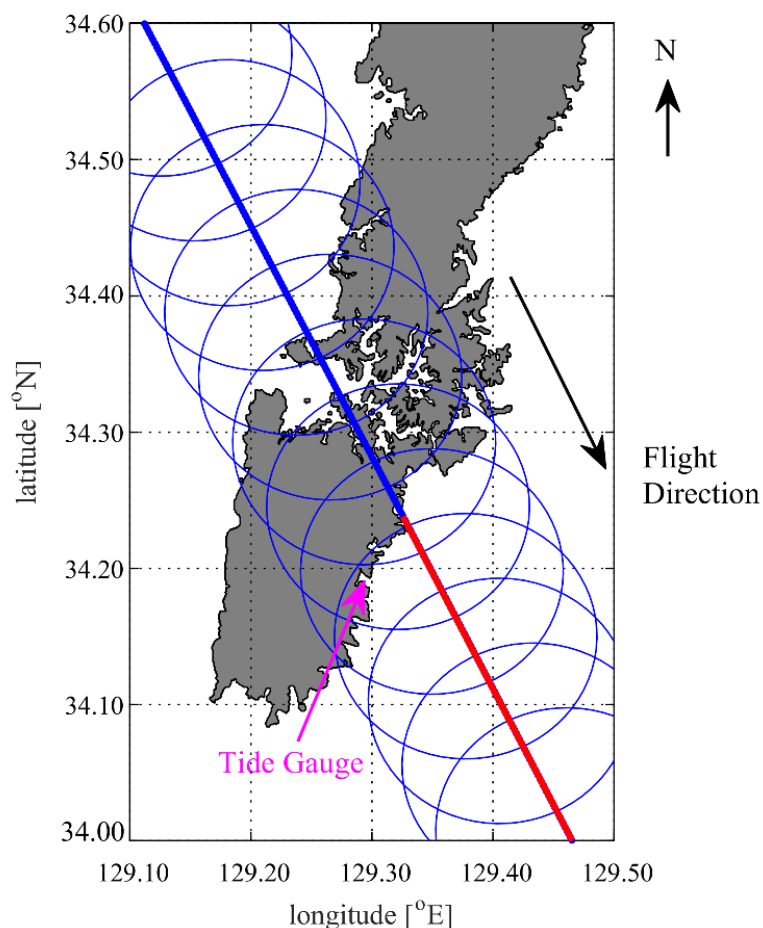 34.60
N
34.50
34.40
34.30
Flight
Direction
latitude [°N]
34.20
34.10
Tide Gauge
34.00
129.10 129.20 129.30 129.40 129.50
longitude [°E]